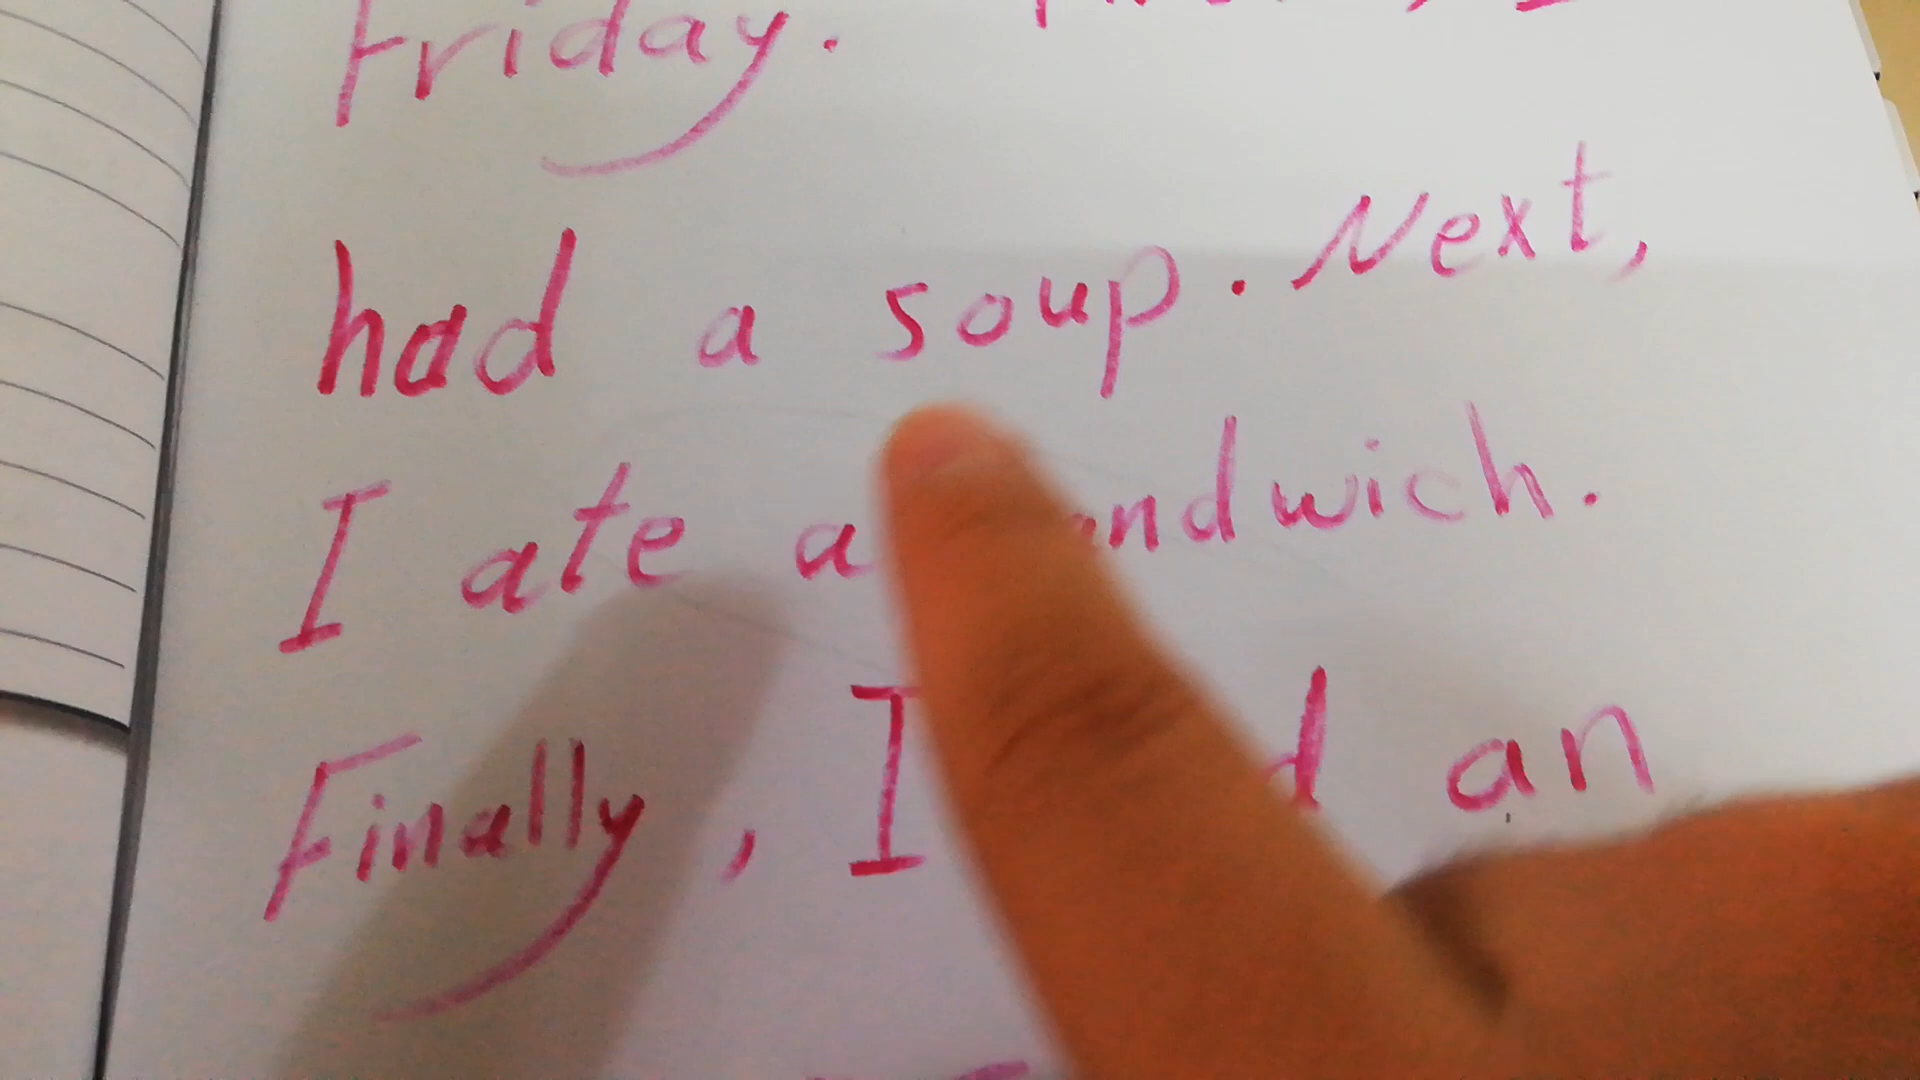 Friday.
had a soup. Next,
I ate a ndwich.
Finally, I d an